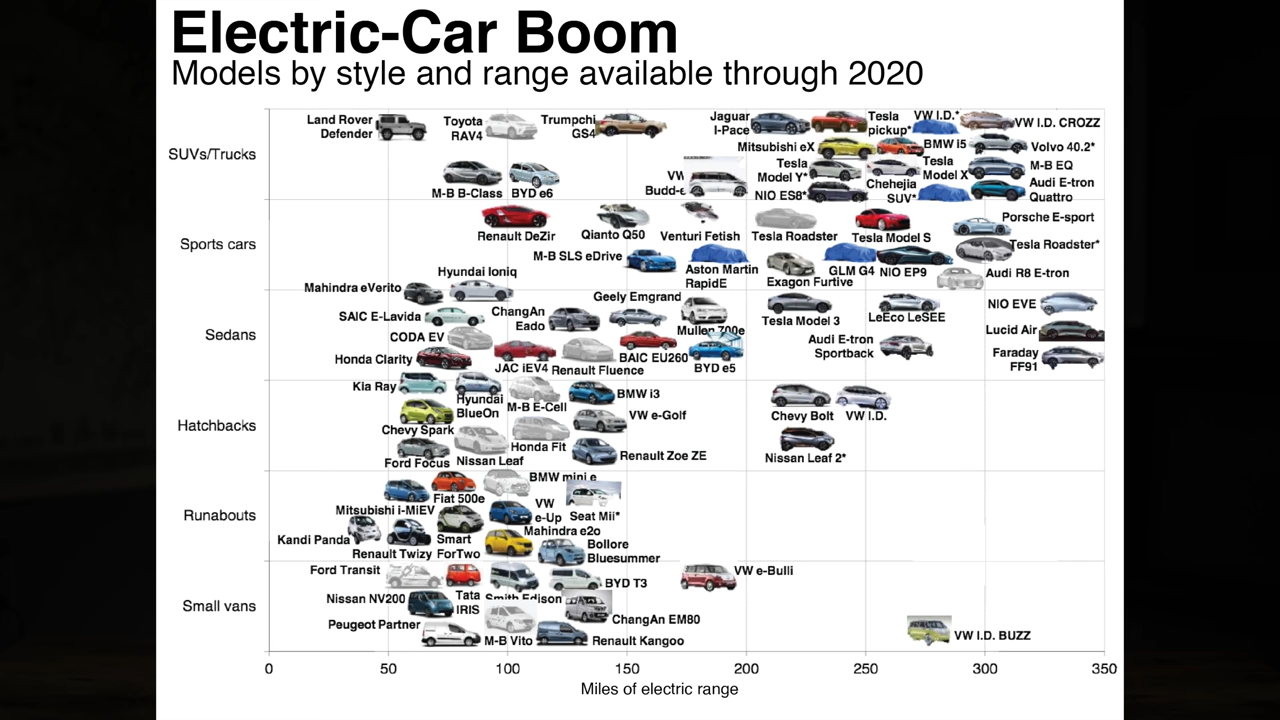 Electric-Car Boom
Models by style and range available through 2020
SUVs/Trucks
Land Rover
Defender
Toyota
RAV4
Trumpchi
GS4
Jaguar
I-Pace
Tesla
pickup*
VW I.D.*
VW I.D. CROZZ
Mitsubishi eX
BMW i5
Volvo 40.2*
M-B B-Class
BYD e6
VW
Budd-e
Tesla
Model Y*
Tesla
Model X
M-B EQ
NIO ES8*
Chehejia
SUV*
Audi E-tron
Quattro
Sports cars
Renault DeZir
Qianto Q50
Venturi Fetish
Tesla Roadster
Tesla Model S
Porsche E-sport
M-B SLS eDrive
Aston Martin
RapidE
Exagon Furtive
GLM G4
NIO EP9
Tesla Roadster*
Audi R8 E-tron
Sedans
Mahindra eVerito
Hyundai Ioniq
SAIC E-Lavida
ChangAn
Eado
Geely Emgrand
Mullen 700e
Tesla Model 3
LeEco LeSEE
NIO EVE
CODA EV
Lucid Air
Honda Clarity
JAC iEV4
Renault Fluence
BAIC EU260
BYD e5
Audi E-tron
Sportback
Faraday
FF91
Hatchbacks
Kia Ray
Hyundai
BlueOn
M-B E-Cell
BMW i3
Chevy Bolt
VW I.D.
Chevy Spark
VW e-Golf
Ford Focus
Nissan Leaf
Honda Fit
Renault Zoe ZE
Nissan Leaf 2*
Runabouts
Mitsubishi i-MiEV
Fiat 500e
BMW mini e
VW
e-Up
Seat Mii*
Kandi Panda
Renault Twizy
Smart
ForTwo
Mahindra e2o
Bollore
Bluesummer
Small vans
Ford Transit
Tata
IRIS
Smith Edison
BYD T3
VW e-Bulli
Nissan NV200
ChangAn EM80
Peugeot Partner
M-B Vito
Renault Kangoo
VW I.D. BUZZ
0 50 100 150 200 250 300 350
Miles of electric range